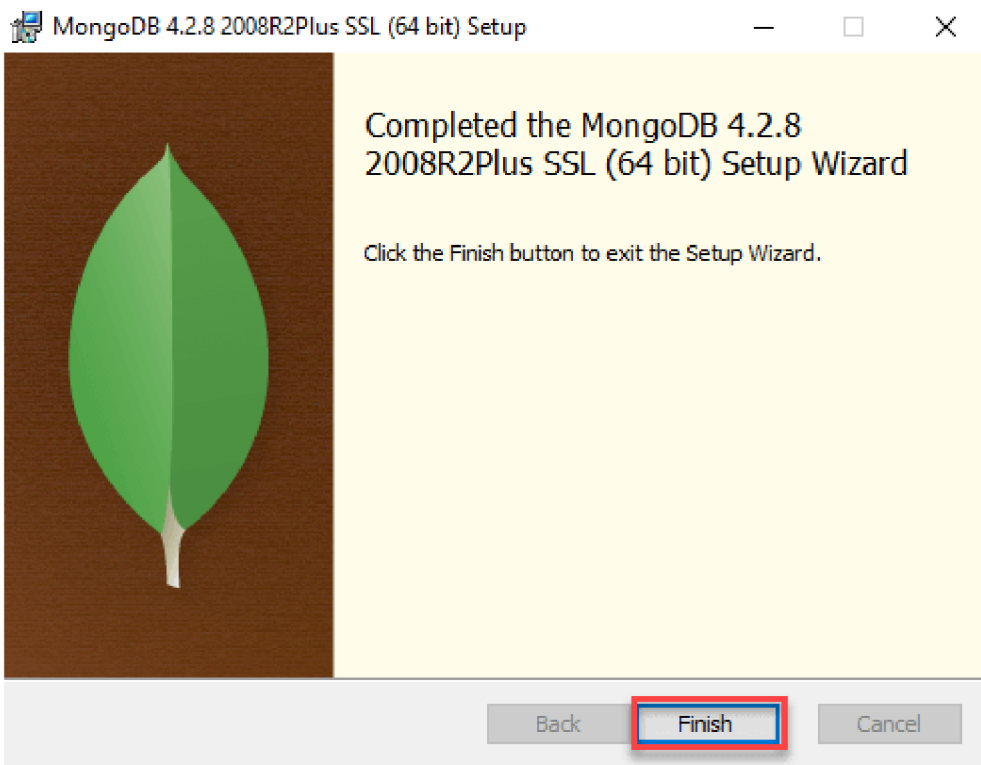 MongoDB 4.2.8 2008R2Plus SSL (64 bit) Setup
Completed the MongoDB 4.2.8
2008R2Plus SSL (64 bit) Setup Wizard
Click the Finish button to exit the Setup Wizard.
Back Finish Cancel